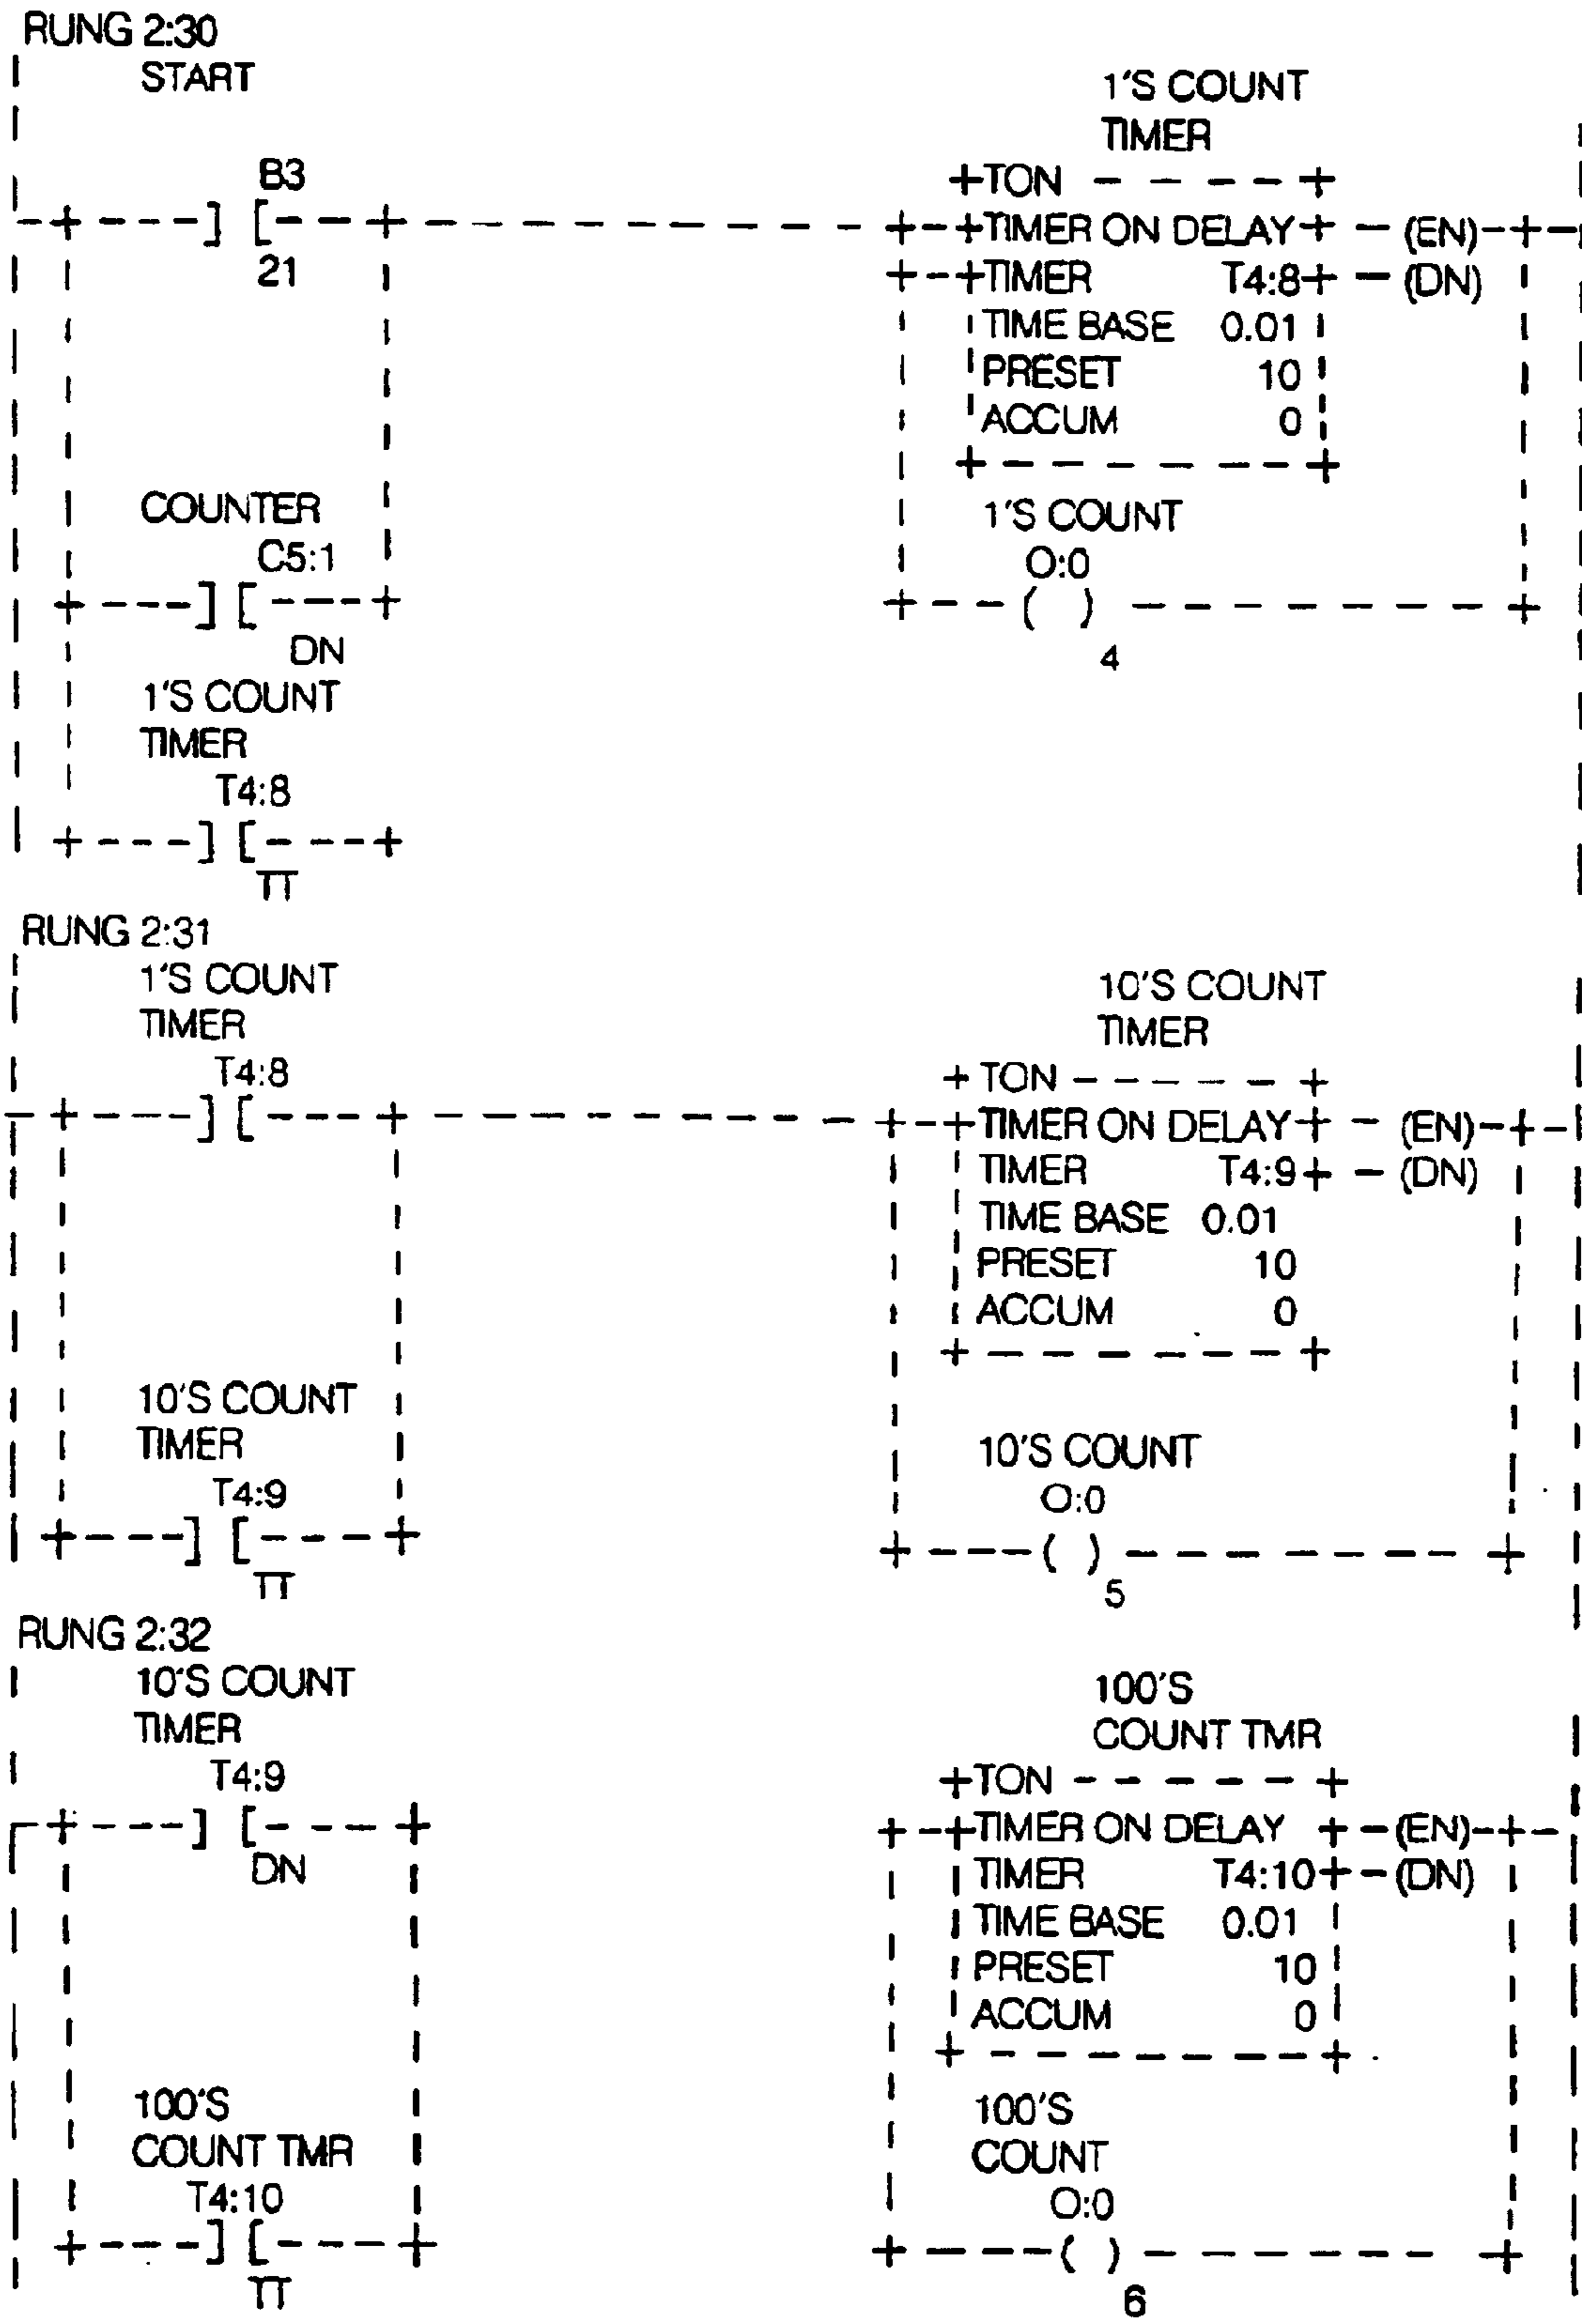 RUNG 2:30
START
B3
] [
21
COUNTER
C5:1
] [
DN
1'S COUNT
TIMER
T4:8
] [
TT
1'S COUNT
TIMER
TON
TIMER ON DELAY (EN)
TIMER T4:8 (DN)
TIME BASE 0.01
PRESET 10
ACCUM 0
1'S COUNT
O:0
( )
4
RUNG 2:31
1'S COUNT
TIMER
T4:8
] [
10'S COUNT
TIMER
T4:9
] [
TT
10'S COUNT
TIMER
TON
TIMER ON DELAY (EN)
TIMER T4:9 (DN)
TIME BASE 0.01
PRESET 10
ACCUM 0
10'S COUNT
O:0
( )
5
RUNG 2:32
10'S COUNT
TIMER
T4:9
] [
DN
100'S
COUNT TMR
T4:10
] [
TT
100'S
COUNT TMR
TON
TIMER ON DELAY (EN)
TIMER T4:10 (DN)
TIME BASE 0.01
PRESET 10
ACCUM 0
100'S
COUNT
O:0
( )
6